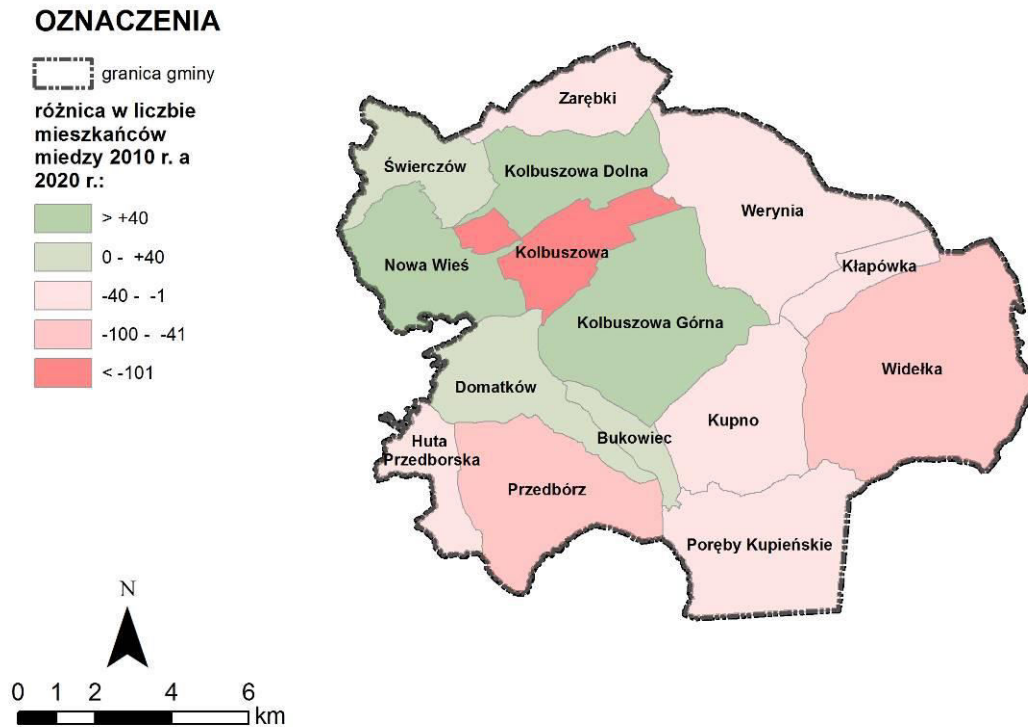 OZNACZENIA
granica gminy
różnica w liczbie
mieszkańców
miedzy 2010 r. a
2020 r.:
> +40
0 - +40
-40 - -1
-100 - -41
< -101
Zarębki
Świerczów
Kolbuszowa Dolna
Werynia
Kolbuszowa
Nowa Wieś
Kłapówka
Kolbuszowa Górna
Widełka
Domatków
Kupno
Bukowiec
Huta
Przedborska
Przedbórz
Poręby Kupieńskie
N
0 1 2 4 6
km